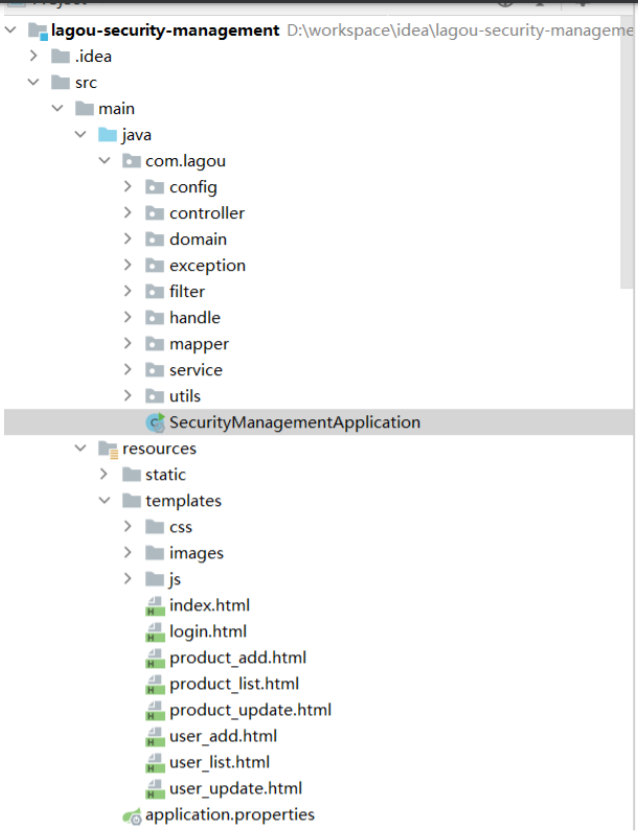 lagou-security-management D:\workspace\idea\lagou-security-manageme
.idea
src
main
java
com.lagou
config
controller
domain
exception
filter
handle
mapper
service
utils
SecurityManagementApplication
resources
static
templates
css
images
js
index.html
login.html
product_add.html
product_list.html
product_update.html
user_add.html
user_list.html
user_update.html
application.properties